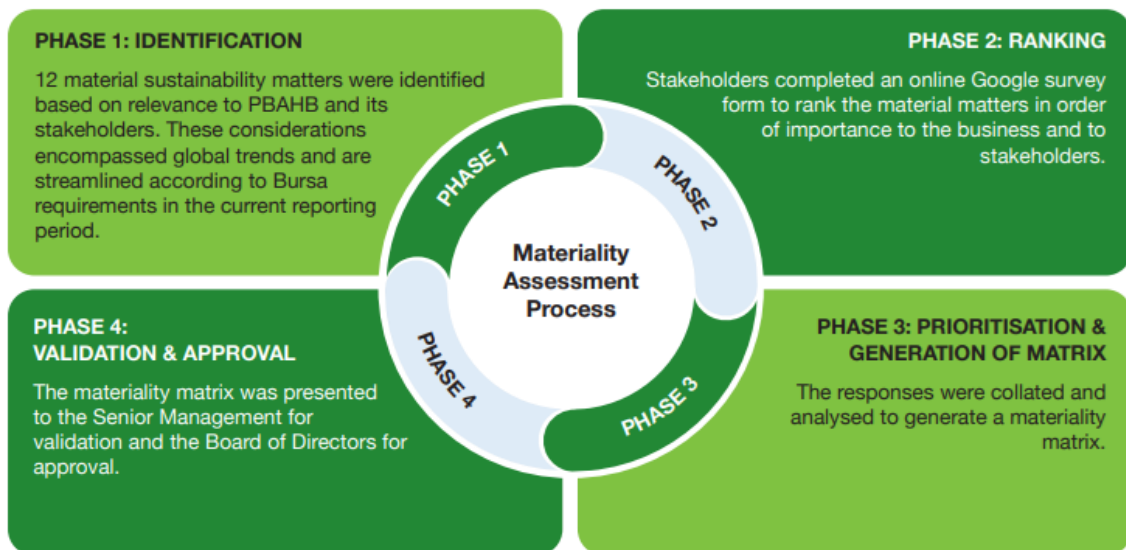 PHASE 1: IDENTIFICATION
12 material sustainability matters were identified
based on relevance to PBAHB and its
stakeholders. These considerations
encompassed global trends and are
streamlined according to Bursa
requirements in the current reporting
period.
PHASE 2: RANKING
Stakeholders completed an online Google survey
form to rank the material matters in order
of importance to the business and to
stakeholders.
PHASE 1
PHASE 2
Materiality
Assessment
Process
PHASE 4
PHASE 3
PHASE 4:
VALIDATION & APPROVAL
The materiality matrix was presented
to the Senior Management for
validation and the Board of Directors for
approval.
PHASE 3: PRIORITISATION &
GENERATION OF MATRIX
The responses were collated and
analysed to generate a materiality
matrix.